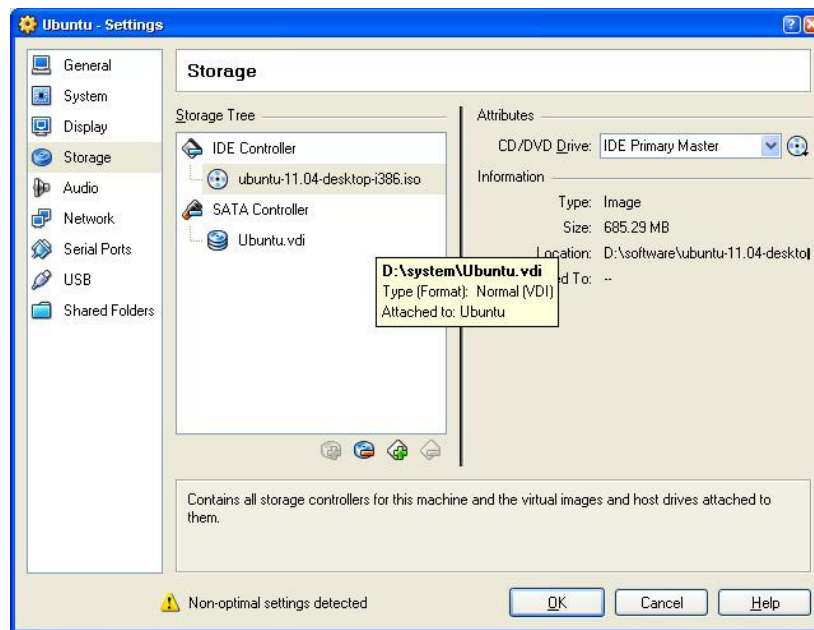 Ubuntu - Settings
General
System
Display
Storage
Audio
Network
Serial Ports
USB
Shared Folders
Storage
Storage Tree
IDE Controller
ubuntu-11.04-desktop-i386.iso
SATA Controller
Ubuntu.vdi
D:\system\Ubuntu.vdi
Type (Format): Normal (VDI)
Attached to: Ubuntu
Attributes
CD/DVD Drive: IDE Primary Master
Information
Type: Image
Size: 685.29 MB
Location: D:\software\ubuntu-11.04-deskto
d To: --
Contains all storage controllers for this machine and the virtual images and host drives attached to
them.
Non-optimal settings detected
OK
Cancel
Help